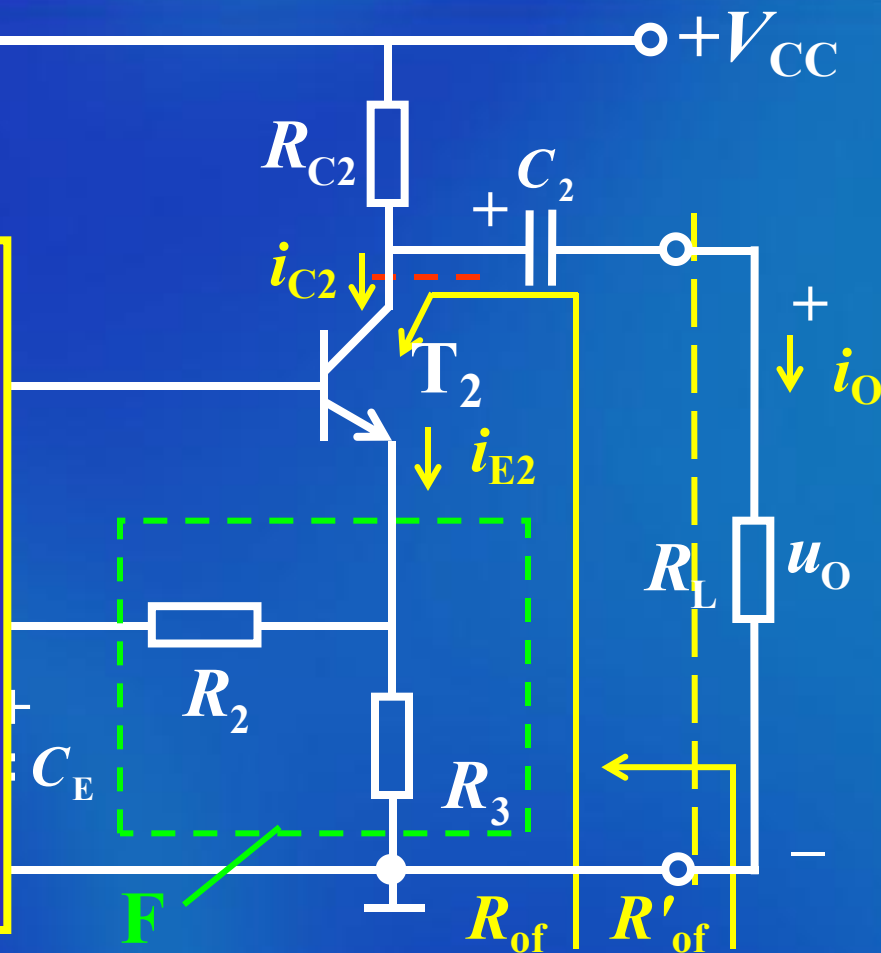 +VCC
RC2
+ C2
iC2
+
T2
iO
iE2
RL
uO
R2
+
CE
R3
−
F
Rof
R'of